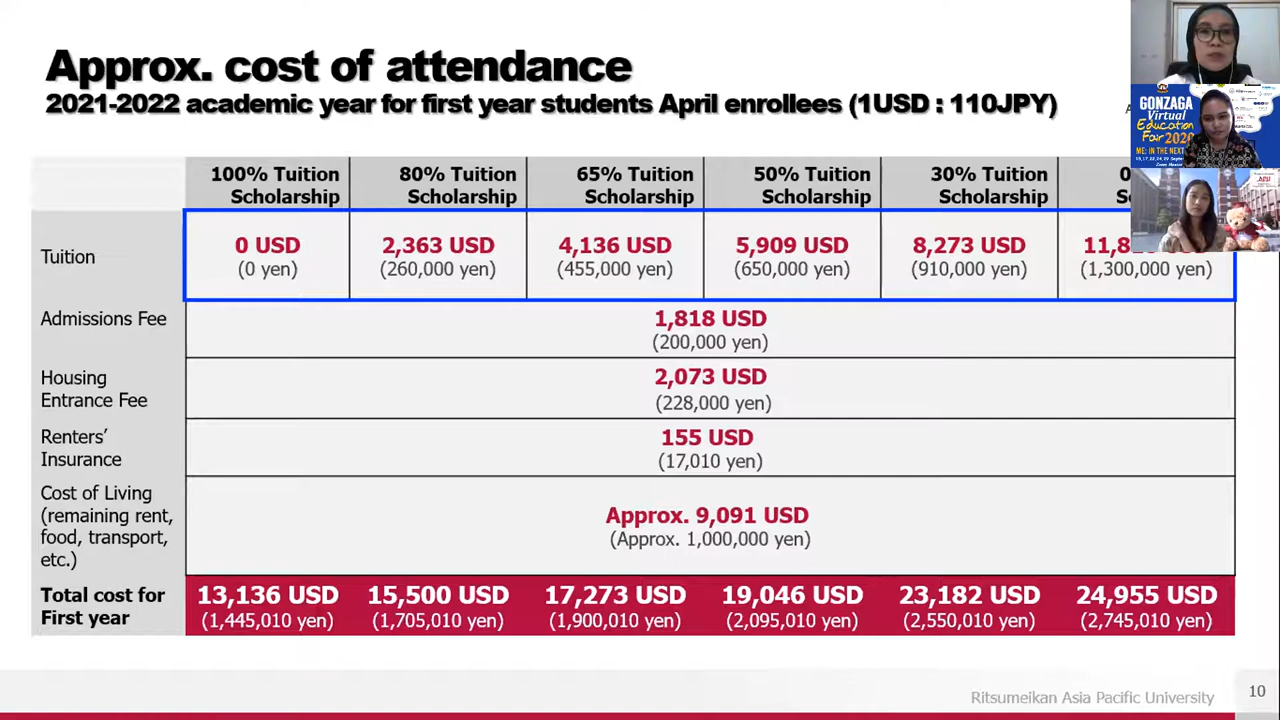 Approx. cost of attendance
2021-2022 academic year for first year students April enrollees (1USD : 110JPY)
100% Tuition Scholarship
80% Tuition Scholarship
65% Tuition Scholarship
50% Tuition Scholarship
30% Tuition Scholarship
Tuition
0 USD
(0 yen)
2,363 USD
(260,000 yen)
4,136 USD
(455,000 yen)
5,909 USD
(650,000 yen)
8,273 USD
(910,000 yen)
(1,300,000 yen)
Admissions Fee
1,818 USD
(200,000 yen)
Housing
Entrance Fee
2,073 USD
(228,000 yen)
Renters’
Insurance
155 USD
(17,010 yen)
Cost of Living
(remaining rent,
food, transport,
etc.)
Approx. 9,091 USD
(Approx. 1,000,000 yen)
Total cost for
First year
13,136 USD
(1,445,010 yen)
15,500 USD
(1,705,010 yen)
17,273 USD
(1,900,010 yen)
19,046 USD
(2,095,010 yen)
23,182 USD
(2,550,010 yen)
24,955 USD
(2,745,010 yen)
Ritsumeikan Asia Pacific University
10
GONZAGA
Virtual
Education
Fair
ME: IN THE NEXT